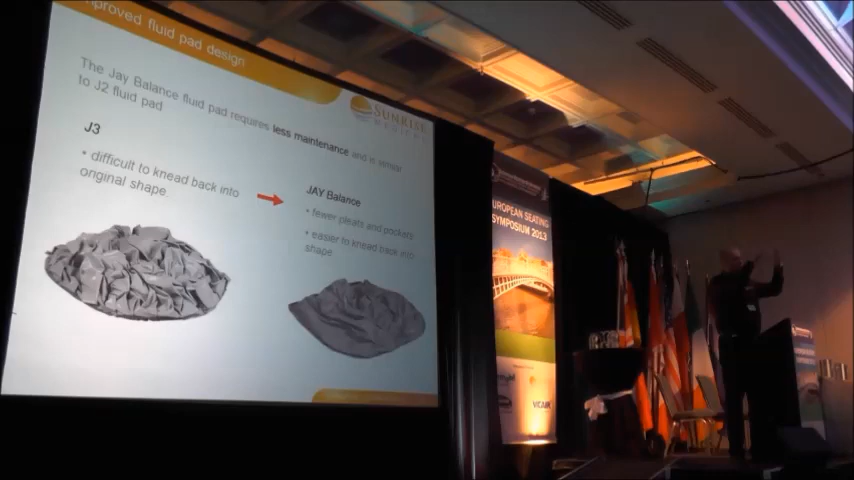 improved fluid pad design
SUNRISE
MEDICAL
The Jay Balance fluid pad requires less maintenance and is similar
to J2 fluid pad
J3
• difficult to knead back into
original shape
JAY Balance
• fewer pleats and pockets
• easier to knead back into
shape
EUROPEAN SEATING
SYMPOSIUM 2013
VICAIR